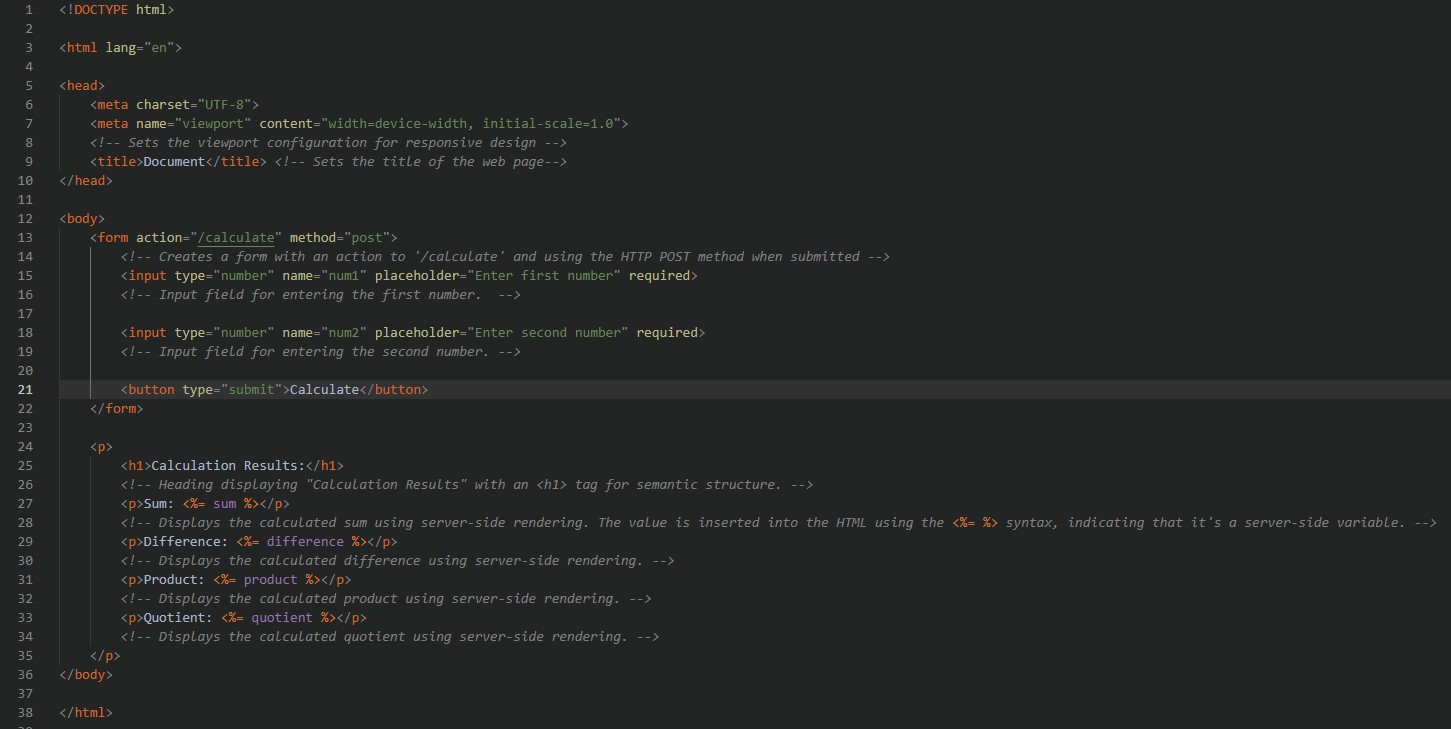 1 <!DOCTYPE html>
2
3 <html lang="en">
4
5 <head>
6 <meta charset="UTF-8">
7 <meta name="viewport" content="width=device-width, initial-scale=1.0">
8 <!-- Sets the viewport configuration for responsive design -->
9 <title>Document</title> <!-- Sets the title of the web page-->
10 </head>
11
12 <body>
13 <form action="/calculate" method="post">
14 <!-- Creates a form with an action to '/calculate' and using the HTTP POST method when submitted -->
15 <input type="number" name="num1" placeholder="Enter first number" required>
16 <!-- Input field for entering the first number.  -->
17
18 <input type="number" name="num2" placeholder="Enter second number" required>
19 <!-- Input field for entering the second number. -->
20
21 <button type="submit">Calculate</button>
22 </form>
23
24 <p>
25 <h1>Calculation Results:</h1>
26 <!-- Heading displaying "Calculation Results" with an <h1> tag for semantic structure. -->
27 <p>Sum: <%= sum %></p>
28 <!-- Displays the calculated sum using server-side rendering. The value is inserted into the HTML using the <%= %> syntax, indicating that it's a server-side variable. -->
29 <p>Difference: <%= difference %></p>
30 <!-- Displays the calculated difference using server-side rendering. -->
31 <p>Product: <%= product %></p>
32 <!-- Displays the calculated product using server-side rendering. -->
33 <p>Quotient: <%= quotient %></p>
34 <!-- Displays the calculated quotient using server-side rendering. -->
35 </p>
36 </body>
37
38 </html>